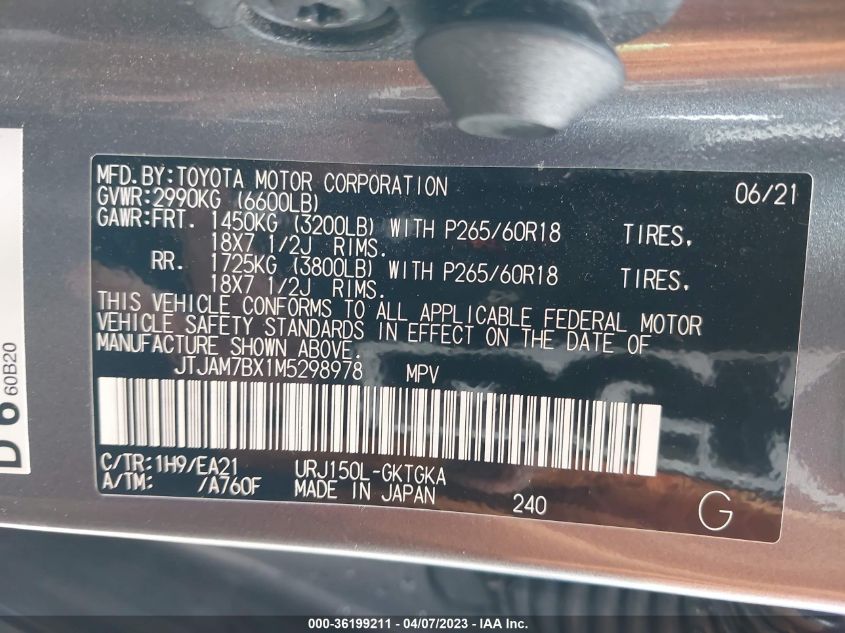 MFD.BY:TOYOTA MOTOR CORPORATION 06/21
GVWR:2990KG (6600LB)
GAWR:FRT. 1450KG (3200LB) WITH P265/60R18 TIRES.
18X7 1/2J RIMS.
RR. 1725KG (3800LB) WITH P265/60R18 TIRES.
18X7 1/2J RIMS.
THIS VEHICLE CONFORMS TO ALL APPLICABLE FEDERAL MOTOR
VEHICLE SAFETY STANDARDS IN EFFECT ON THE DATE OF
MANUFACTURE SHOWN ABOVE.
JTJAM7BX1M5298978 MPV
C/TR:1H9/EA21 URJ150L-GKTGKA
A/TM: /A760F MADE IN JAPAN 240 G
D 6 60B20
000-36199211 - 04/07/2023 - IAA Inc.